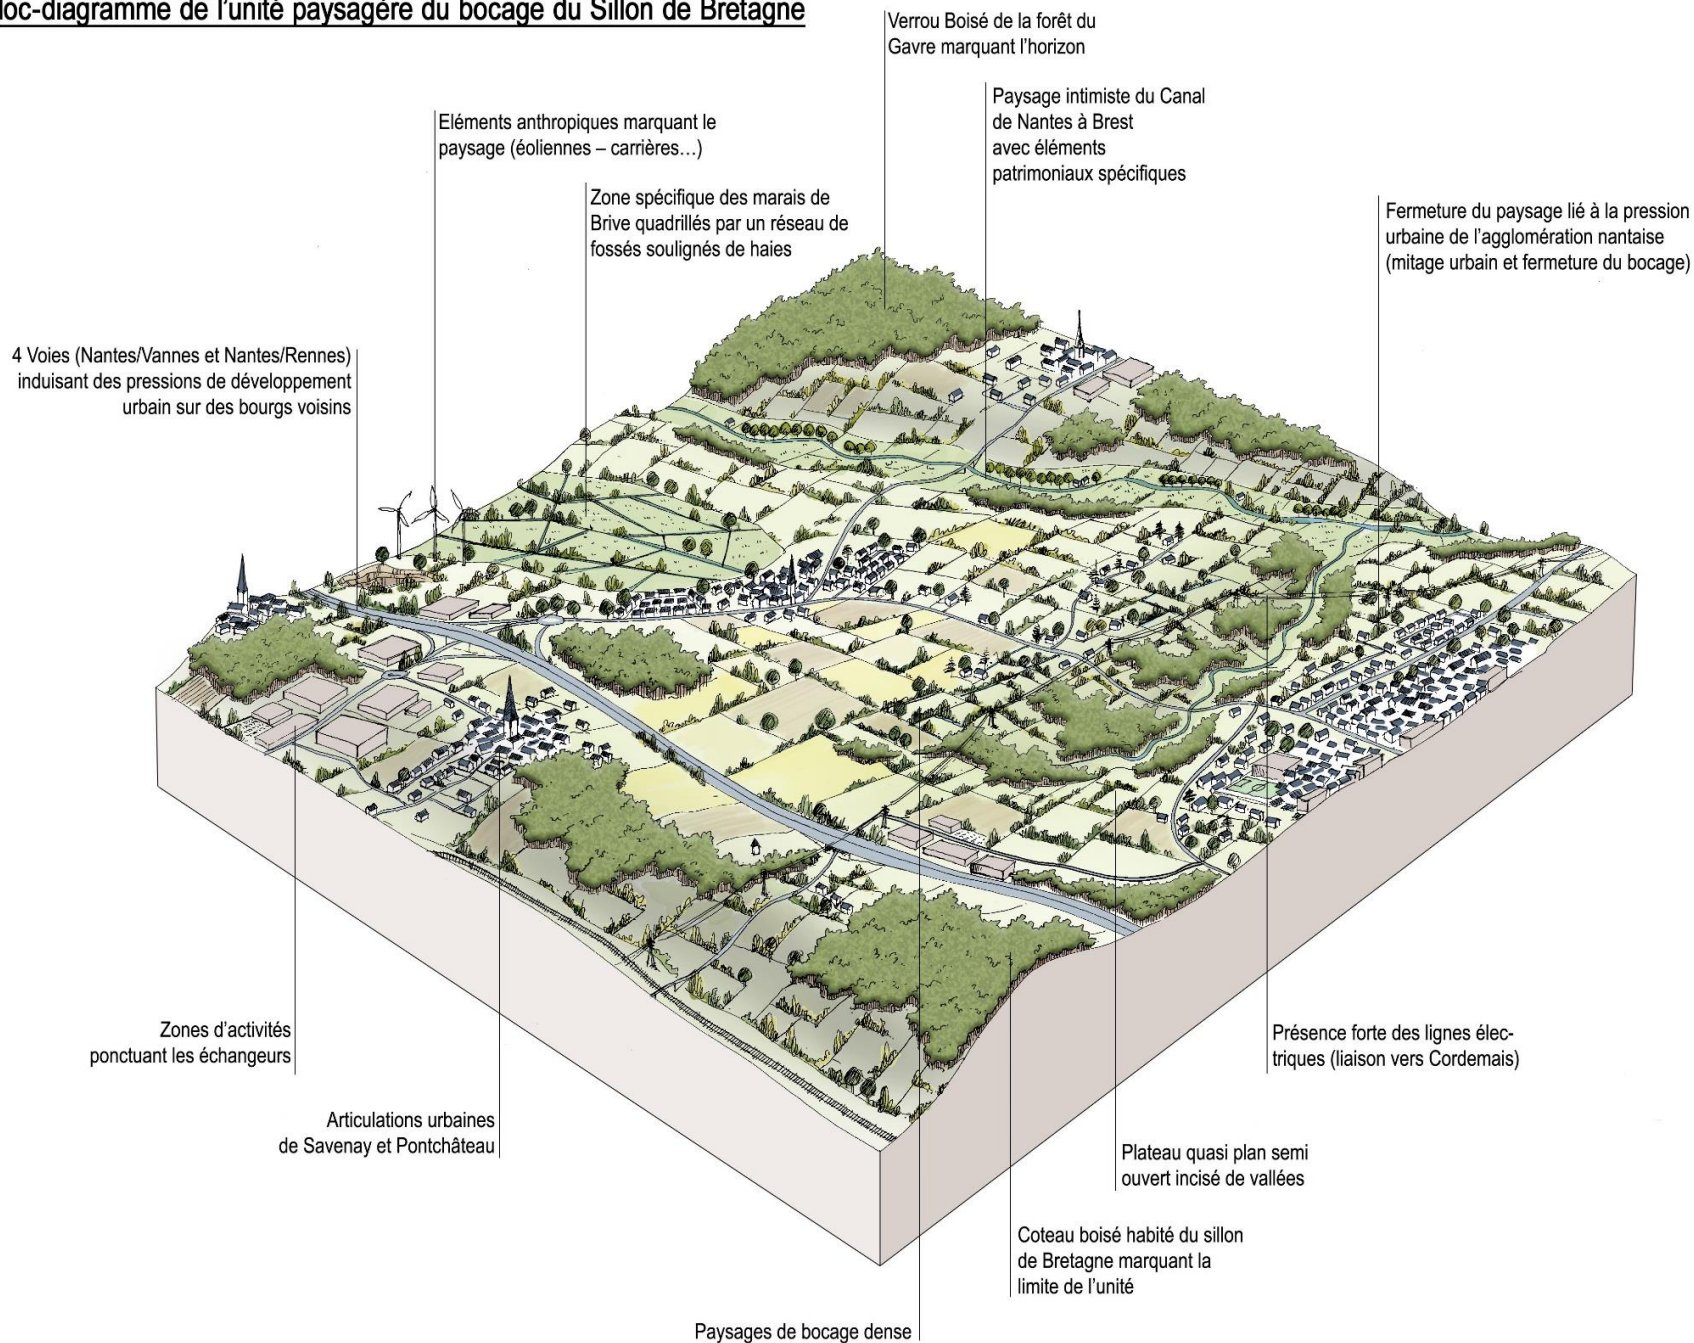 loc-diagramme de l'unité paysagère du bocage du Sillon de Bretagne
Verrou Boisé de la forêt du
Gavre marquant l'horizon
Paysage intimiste du Canal
de Nantes à Brest
avec éléments
patrimoniaux spécifiques
Eléments anthropiques marquant le
paysage (éoliennes – carrières…)
Zone spécifique des marais de
Brive quadrillés par un réseau de
fossés soulignés de haies
Fermeture du paysage lié à la pression
urbaine de l'agglomération nantaise
(mitage urbain et fermeture du bocage)
4 Voies (Nantes/Vannes et Nantes/Rennes)
induisant des pressions de développement
urbain sur des bourgs voisins
Zones d'activités
ponctuant les échangeurs
Articulations urbaines
de Savenay et Pontchâteau
Présence forte des lignes élec-
triques (liaison vers Cordemais)
Plateau quasi plan semi
ouvert incisé de vallées
Coteau boisé habité du sillon
de Bretagne marquant la
limite de l'unité
Paysages de bocage dense